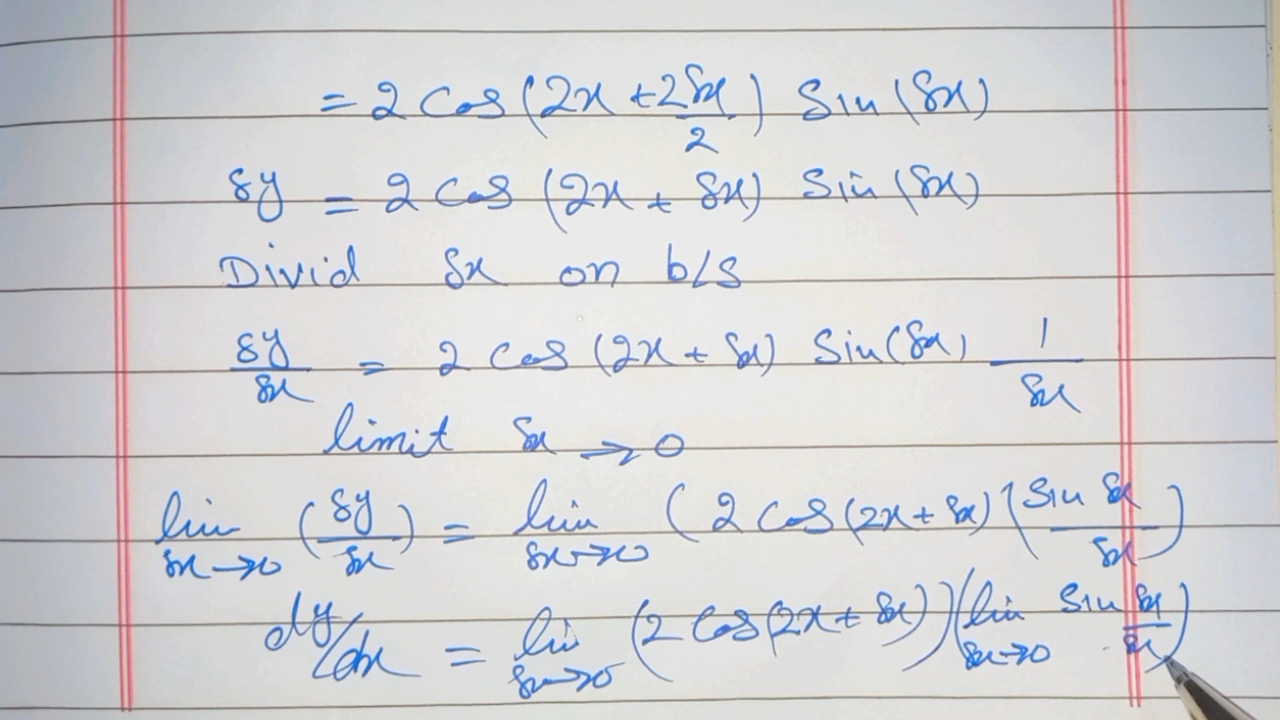 = 2 Cos (2x + 2δx/2) Sin (δx)
δy = 2 Cos (2x + δx) Sin (δx)
Divid δx on b/s
δy/δx = 2 Cos (2x + δx) Sin (δx) 1/δx
limit δx → 0
lim δx→0 (δy/δx) = lim δx→0 (2 Cos (2x + δx) (Sin δx/δx)
dy/dx = lim δx→0 (2 Cos (2x + δx)) (lim δx→0 Sin δx/δx)